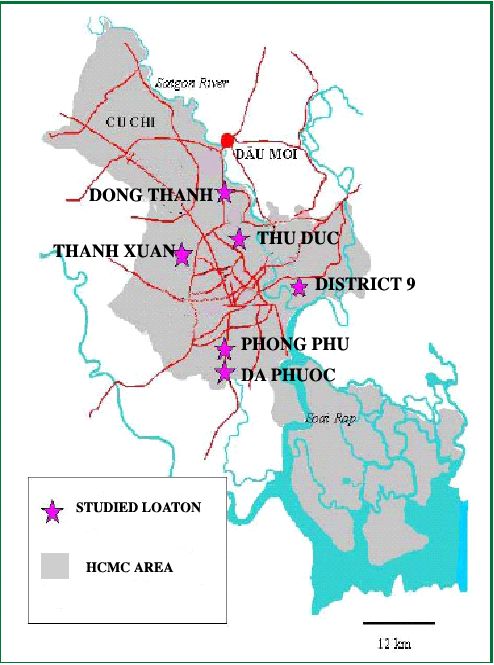 Saigon River
CU CHI
DÂU MOI
DONG THANH
THU DUC
THANH XUAN
DISTRICT 9
PHONG PHU
DA PHUOC
Soai Rap
STUDIED LOATON
HCMC AREA
12 km